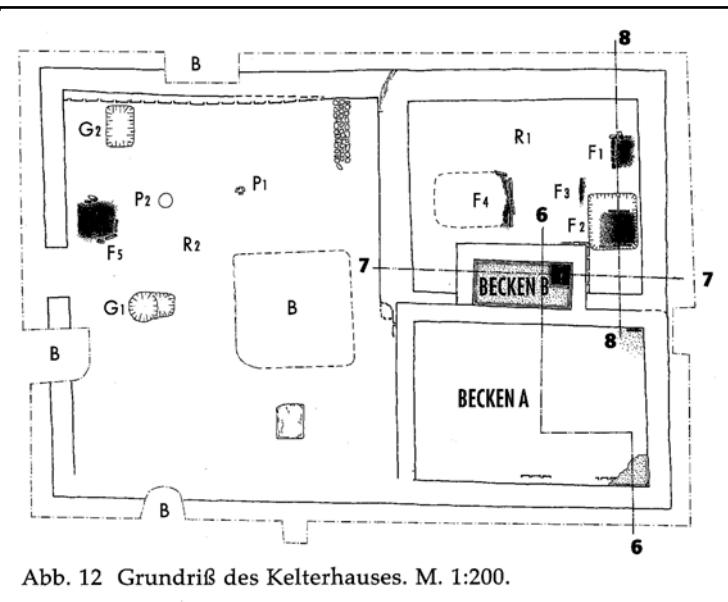 8
B
G2
R1
F1
P2
P1
F3
F4
6
F2
F5
R2
7
7
BECKEN B
G1
B
8
B
BECKEN A
B
6
Abb. 12 Grundriß des Kelterhauses. M. 1:200.